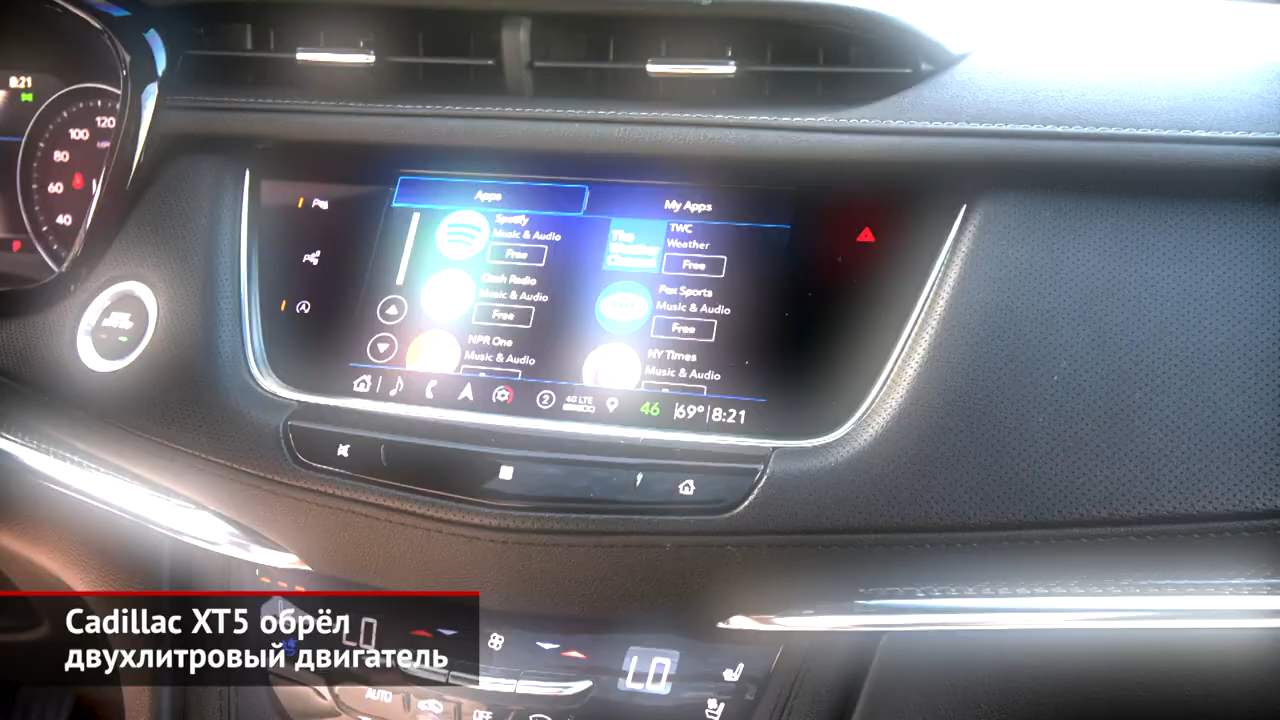 8:21
120
100
80
60
40
P
Apps
My Apps
Spotify
Music & Audio
Free
The
Weather
Channel
TWC
Weather
Free
Dash Radio
Music & Audio
Free
Fox Sports
Music & Audio
Free
NPR One
Music & Audio
NY Times
Music & Audio
2
4G LTE
46
69°
8:21
Cadillac XT5 обрёл
двухлитровый двигатель
LO
LO
AUTO
OFF